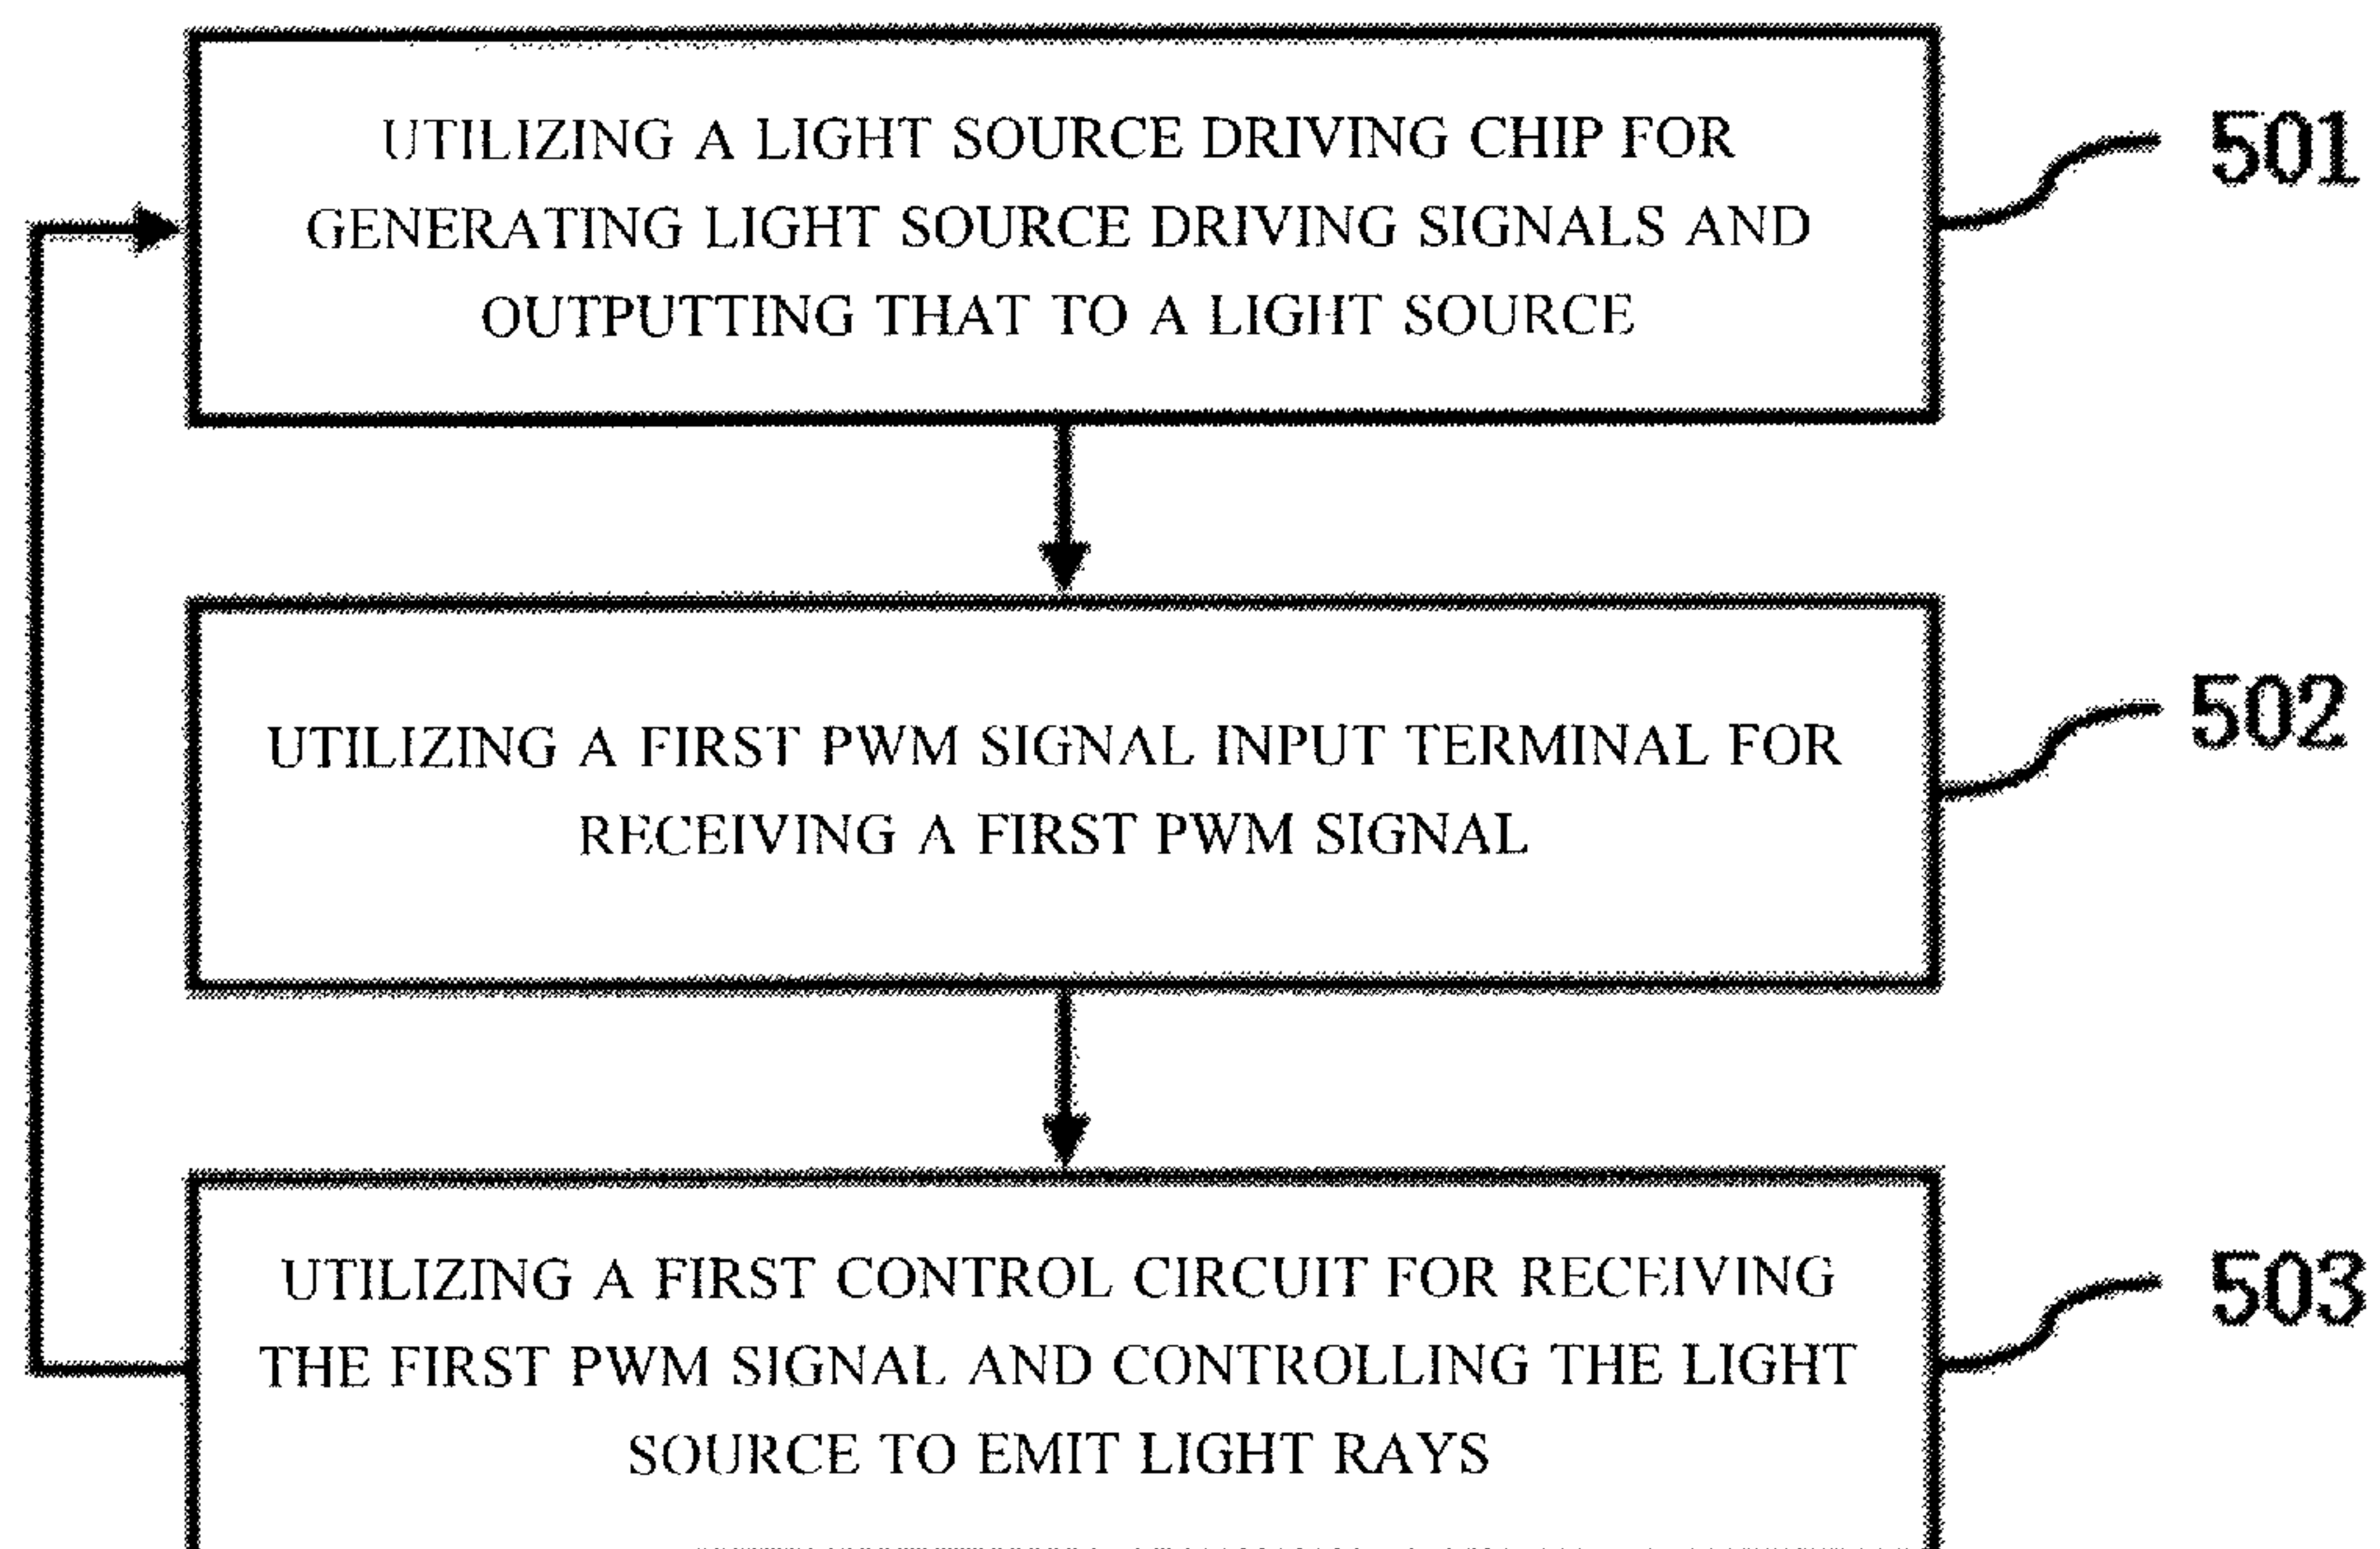 UTILIZING A LIGHT SOURCE DRIVING CHIP FOR
GENERATING LIGHT SOURCE DRIVING SIGNALS AND
OUTPUTTING THAT TO A LIGHT SOURCE
501
UTILIZING A FIRST PWM SIGNAL INPUT TERMINAL FOR
RECEIVING A FIRST PWM SIGNAL
502
UTILIZING A FIRST CONTROL CIRCUIT FOR RECEIVING
THE FIRST PWM SIGNAL AND CONTROLLING THE LIGHT
SOURCE TO EMIT LIGHT RAYS
503